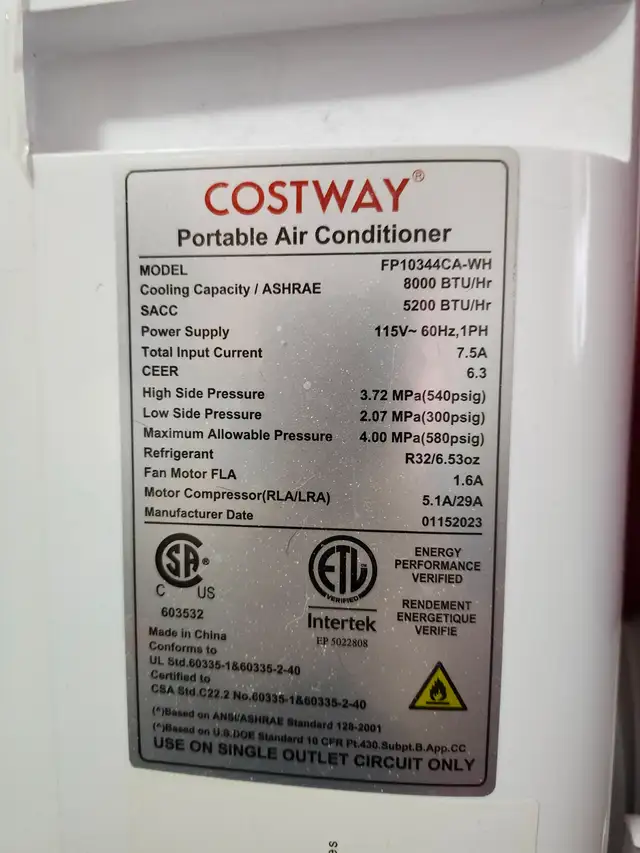 COSTWAY®
Portable Air Conditioner
MODEL FP10344CA-WH
Cooling Capacity / ASHRAE 8000 BTU/Hr
SACC 5200 BTU/Hr
Power Supply 115V~ 60Hz,1PH
Total Input Current 7.5A
CEER 6.3
High Side Pressure 3.72 MPa(540psig)
Low Side Pressure 2.07 MPa(300psig)
Maximum Allowable Pressure 4.00 MPa(580psig)
Refrigerant R32/6.53oz
Fan Motor FLA 1.6A
Motor Compressor(RLA/LRA) 5.1A/29A
Manufacturer Date 01152023
SA®
C US
603532
ETL
VERIFIED
Intertek
EP 5022808
ENERGY
PERFORMANCE
VERIFIED
RENDEMENT
ENERGETIQUE
VERIFIE
Made in China
Conforms to
UL Std.60335-1&60335-2-40
Certified to
CSA Std.C22.2 No.60335-1&60335-2-40
(^)Based on ANSI/ASHRAE Standard 128-2001
(^)Based on U.S.DOE Standard 10 CFR Pt.430.Subpt.B.App.CC
USE ON SINGLE OUTLET CIRCUIT ONLY
es